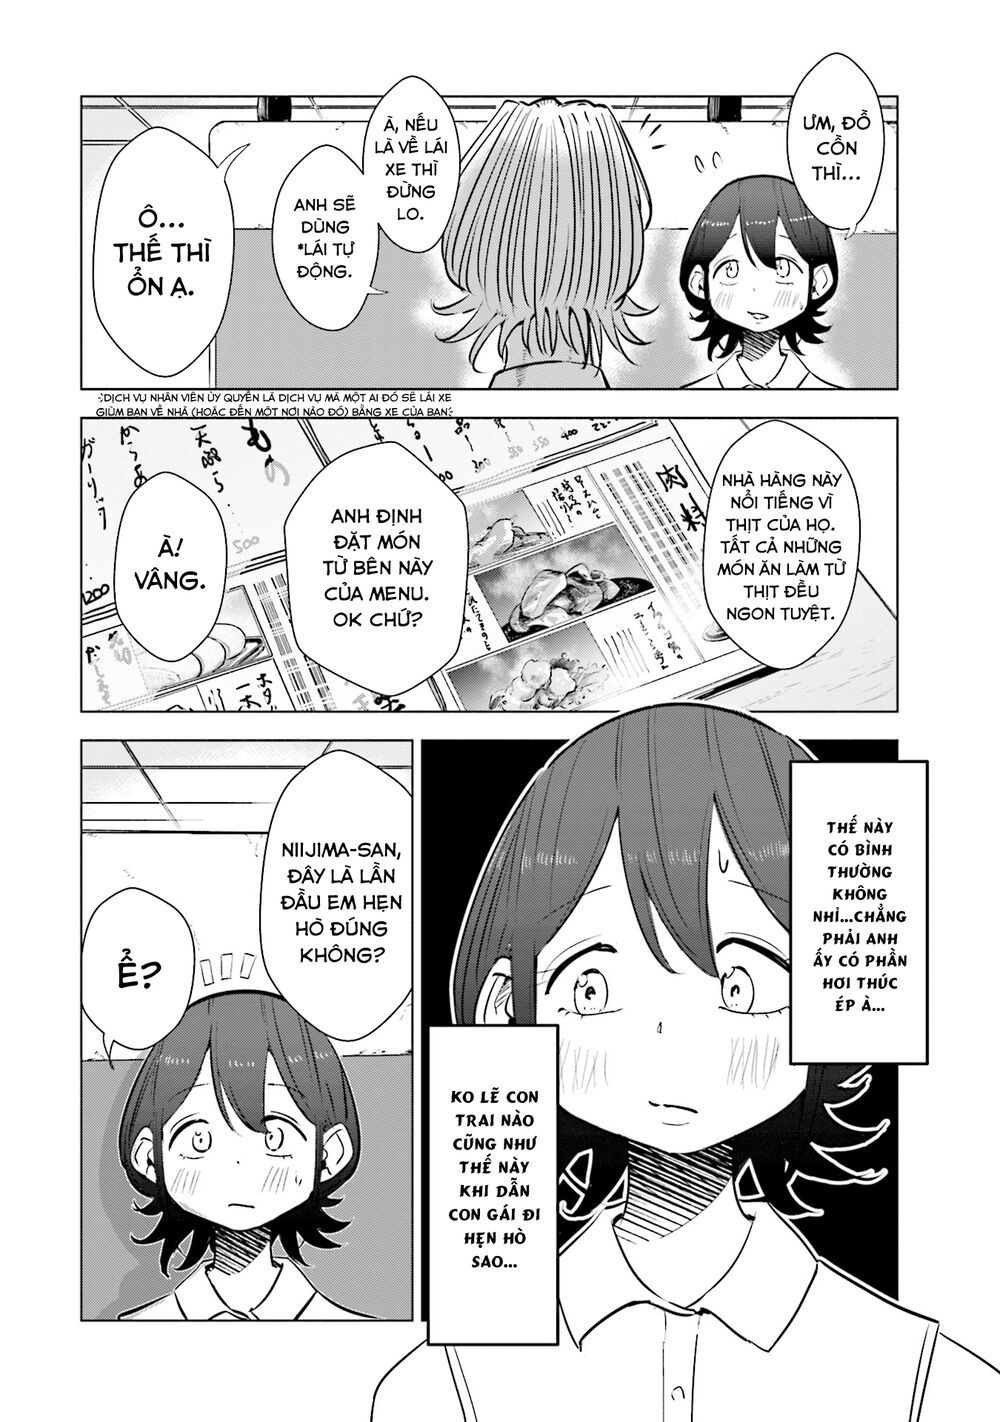 ƯM, ĐỒ
CỒN
THÌ...
À, NẾU
LÀ VỀ LÁI
XE THÌ
ĐỪNG
LO.
ANH SẼ
DÙNG
*LÁI TỰ
ĐỘNG.
Ô...
THẾ THÌ
ỔN Ạ.
DỊCH VỤ NHÂN VIÊN ỦY QUYỀN LÀ DỊCH VỤ MÀ MỘT AI ĐÓ SẼ LÁI XE
GIÙM BẠN VỀ NHÀ (HOẶC ĐẾN MỘT NƠI NÀO ĐÓ) BẰNG XE CỦA BẠN
NHÀ HÀNG NÀY
NỔI TIẾNG VÌ
THỊT CỦA HỌ.
TẤT CẢ NHỮNG
MÓN ĂN LÀM TỪ
THỊT ĐỀU
NGON TUYỆT.
肉料
ANH ĐỊNH
ĐẶT MÓN
TỪ BÊN NÀY
CỦA MENU.
OK CHỨ?
500
1200
À!
VÂNG.
THẾ NÀY
CÓ BÌNH
THƯỜNG
KHÔNG
NHỈ...CHẲNG
PHẢI ANH
ẤY CÓ PHẦN
HƠI THÚC
ÉP À...
KO LẼ CON
TRAI NÀO
CŨNG NHƯ
THẾ NÀY
KHI DẪN
CON GÁI ĐI
HẸN HÒ
SAO...
NIIJIMA-SAN,
ĐÂY LÀ LẦN
ĐẦU EM HẸN
HÒ ĐÚNG
KHÔNG?
Ể?